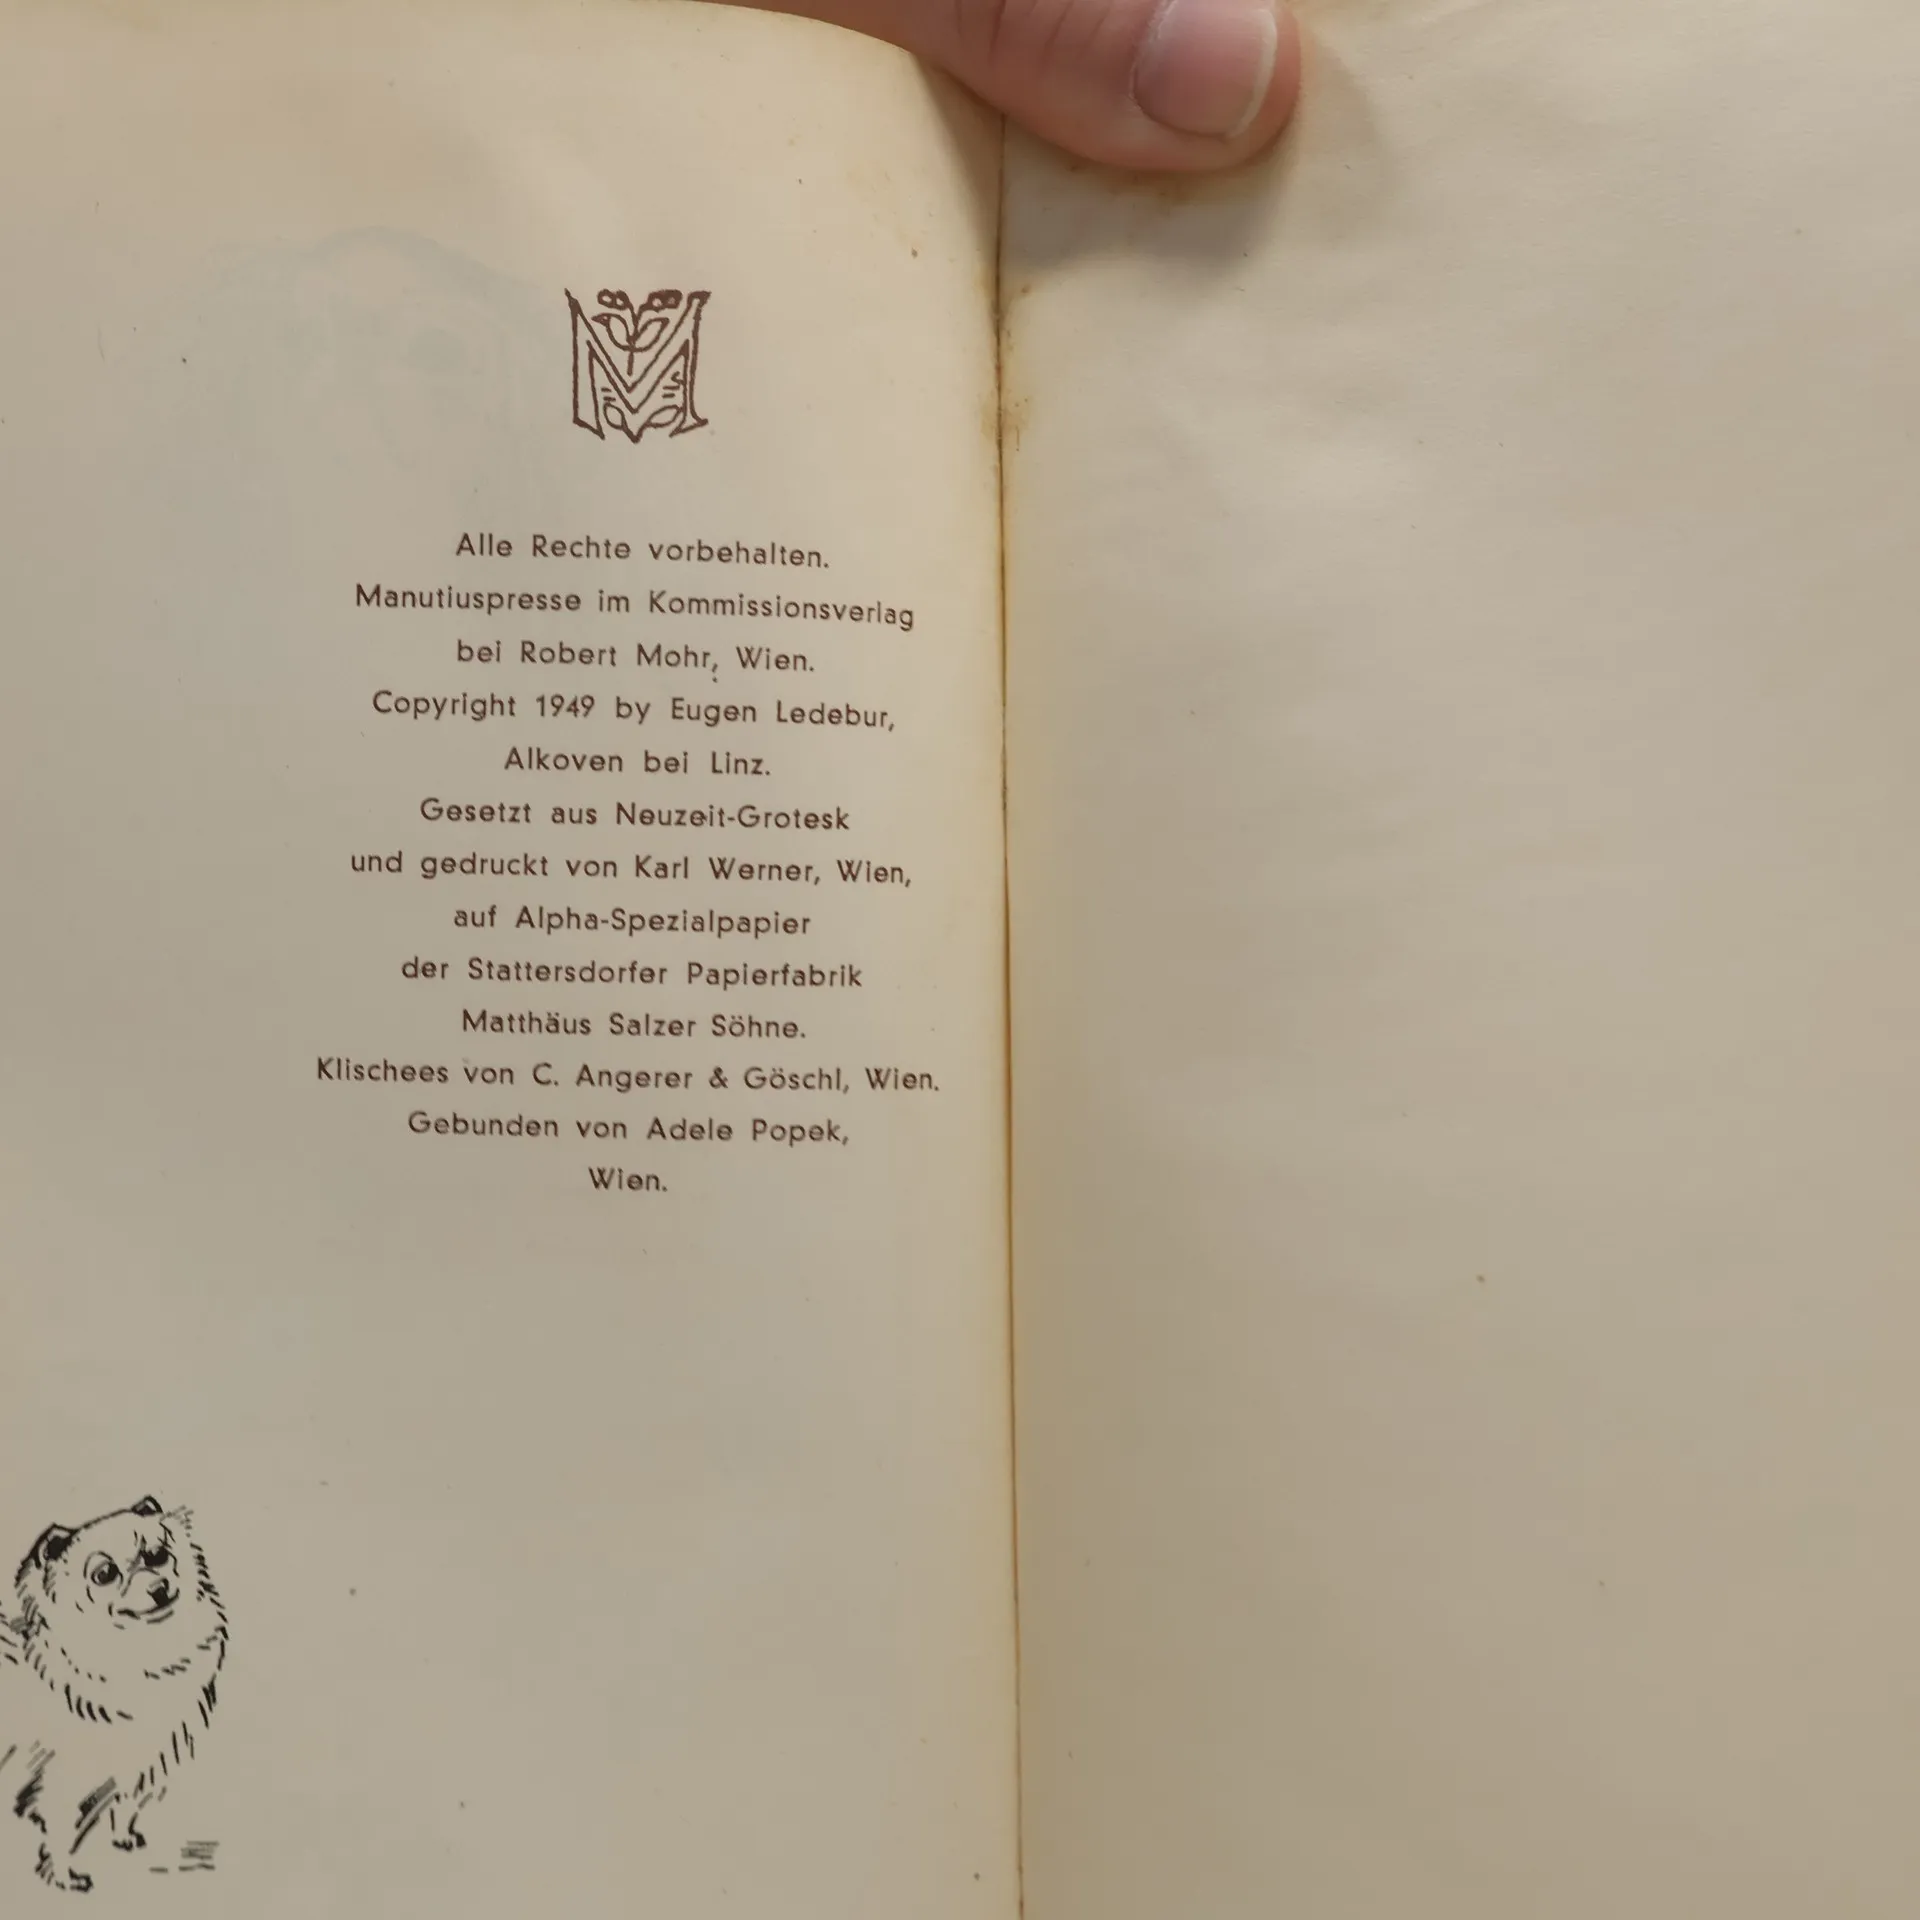 Alle Rechte vorbehalten.
Manutiuspresse im Kommissionsverlag
bei Robert Mohr, Wien.
Copyright 1949 by Eugen Ledebur,
Alkoven bei Linz.
Gesetzt aus Neuzeit-Grotesk
und gedruckt von Karl Werner, Wien,
auf Alpha-Spezialpapier
der Stattersdorfer Papierfabrik
Matthäus Salzer Söhne.
Klischees von C. Angerer & Göschl, Wien.
Gebunden von Adele Popek,
Wien.